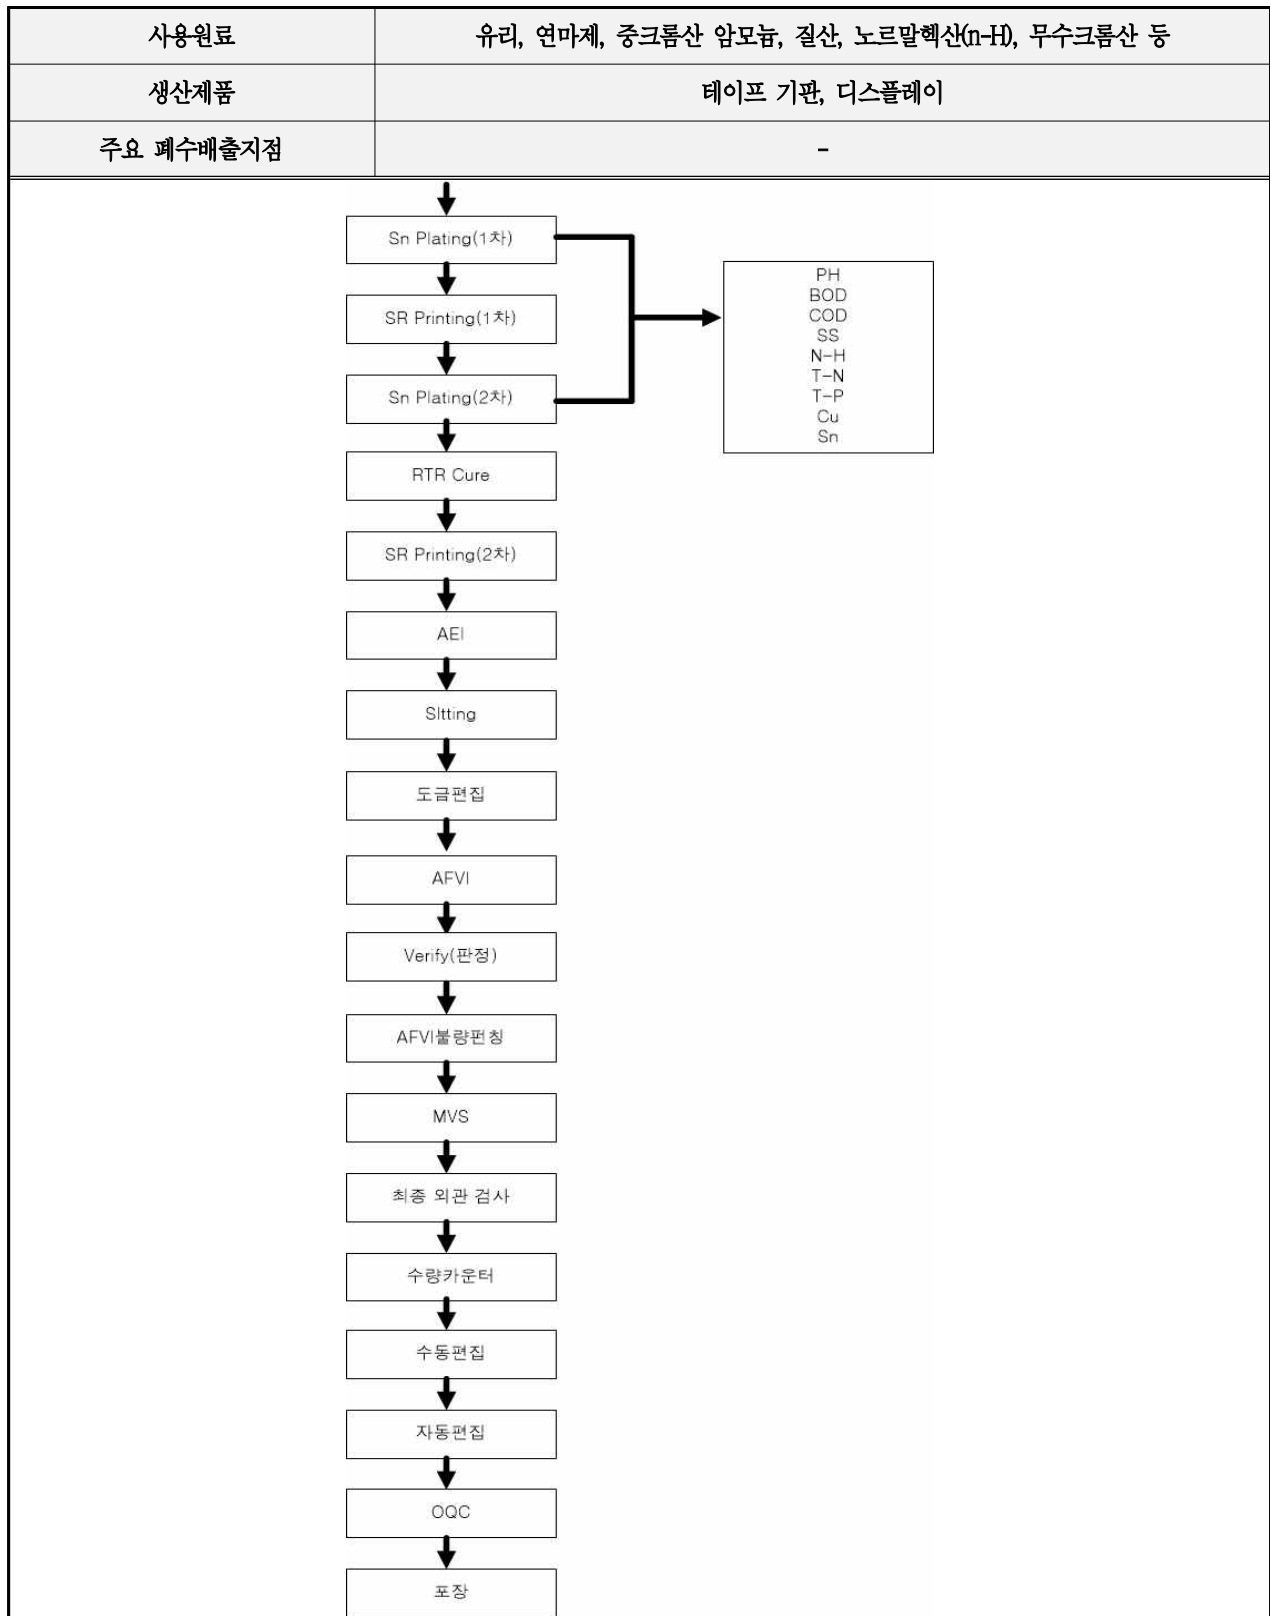 사용원료 유리, 연마제, 중크롬산 암모늄, 질산, 노르말헥산(n-H), 무수크롬산 등
생산제품 테이프 기판, 디스플레이
주요 폐수배출지점 -
Sn Plating(1차)
SR Printing(1차)
Sn Plating(2차)
PH
BOD
COD
SS
N-H
T-N
T-P
Cu
Sn
RTR Cure
SR Printing(2차)
AEI
Sltting
도금편집
AFVI
Verify(판정)
AFVI불량펀칭
MVS
최종 외관 검사
수량카운터
수동편집
자동편집
OQC
포장